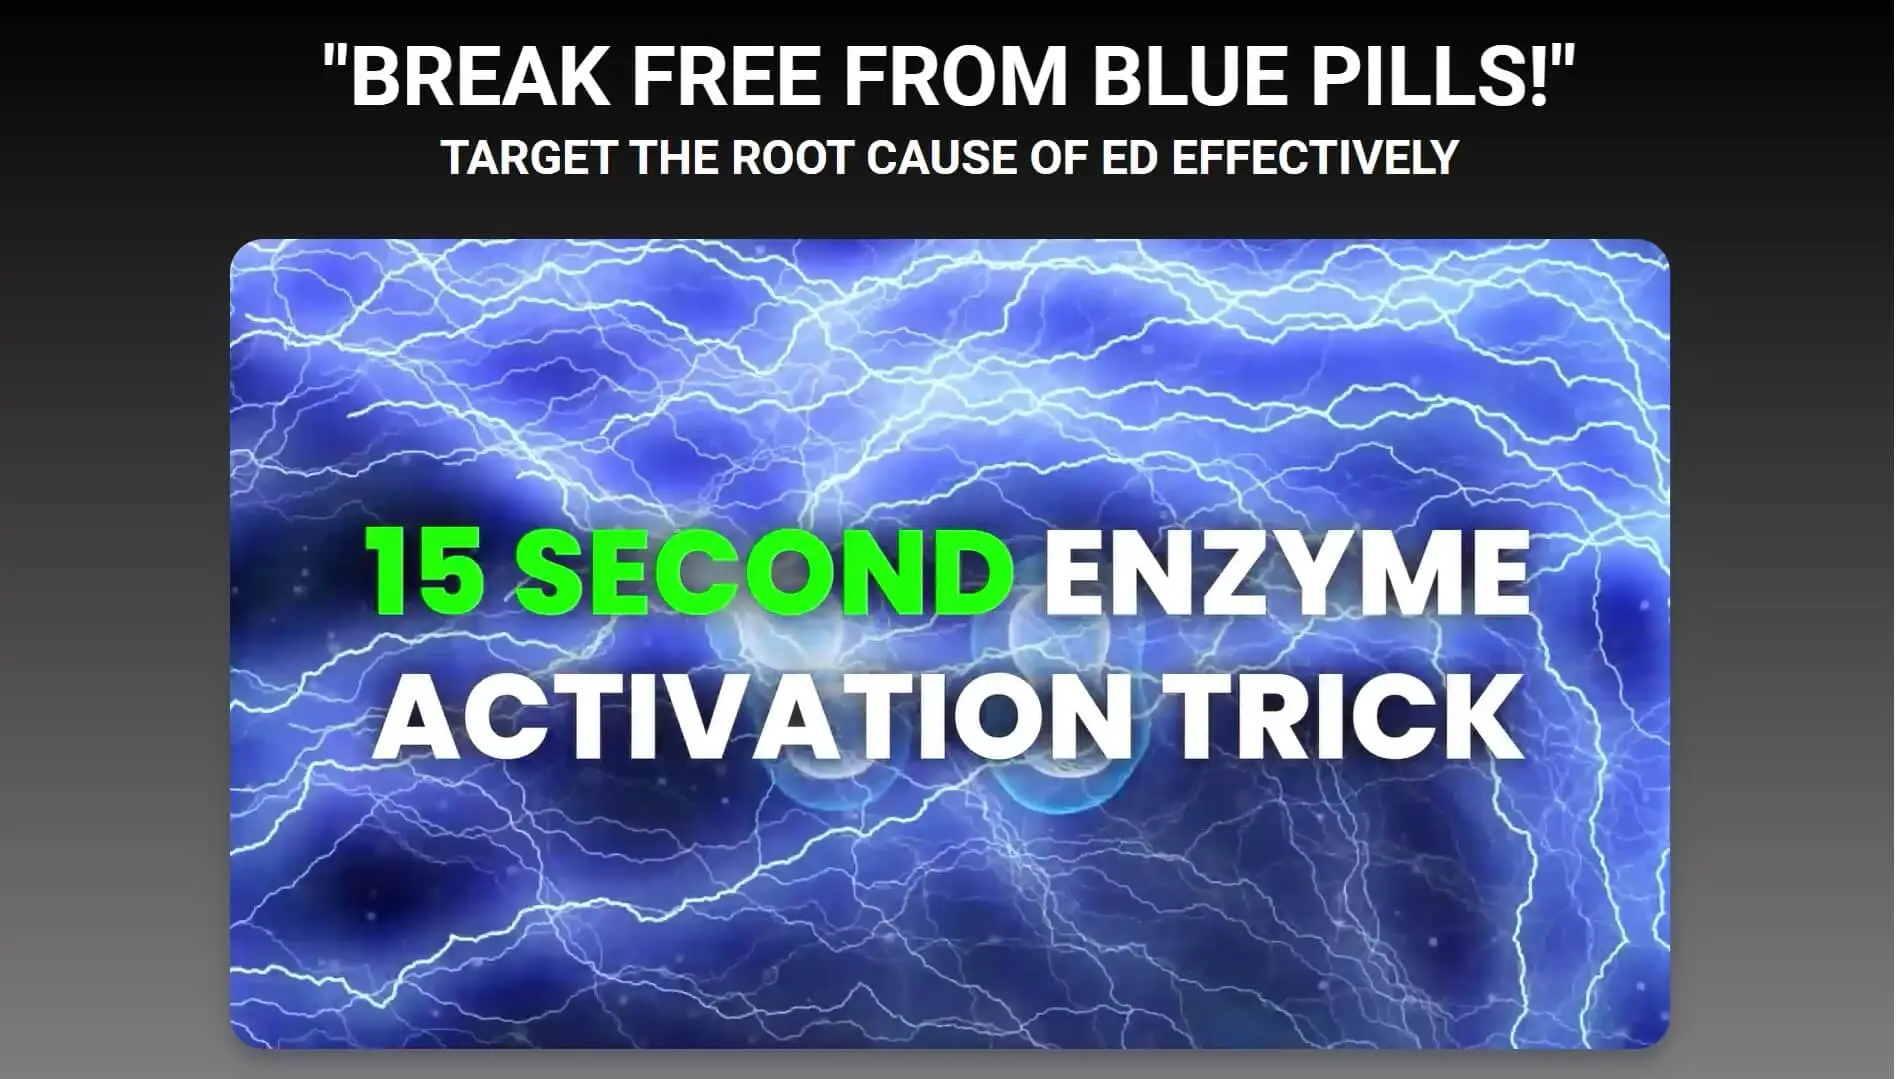 "BREAK FREE FROM BLUE PILLS!"
TARGET THE ROOT CAUSE OF ED EFFECTIVELY
15 SECOND ENZYME
ACTIVATION TRICK